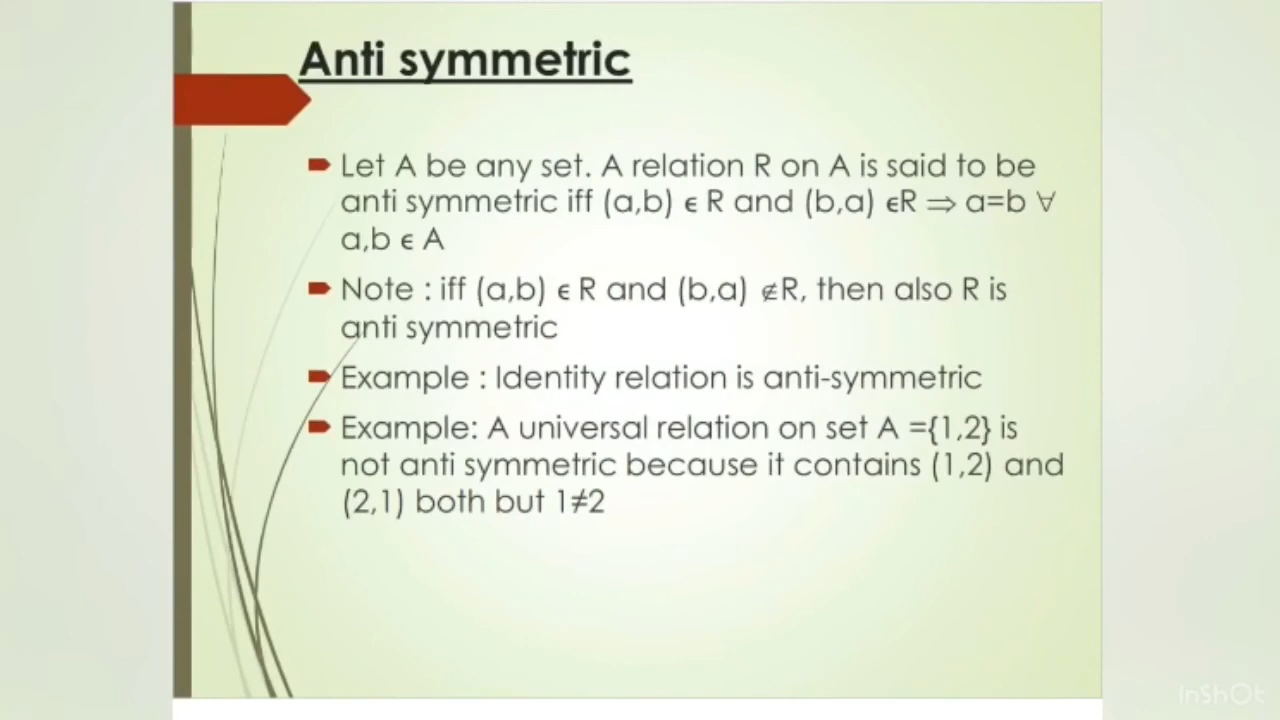 Anti symmetric
Let A be any set. A relation R on A is said to be
anti symmetric iff (a,b) ϵ R and (b,a) ϵR ⇒ a=b ∀
a,b ϵ A
Note : iff (a,b) ϵ R and (b,a) ∉R, then also R is
anti symmetric
Example : Identity relation is anti-symmetric
Example: A universal relation on set A ={1,2} is
not anti symmetric because it contains (1,2) and
(2,1) both but 1≠2
InShOt